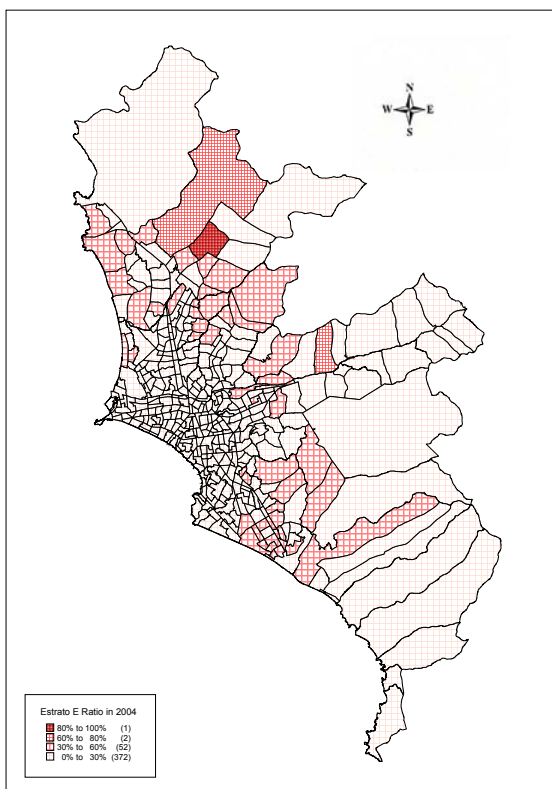 N
W E
S
Estrato E Ratio in 2004
80% to 100% (1)
60% to 80% (2)
30% to 60% (52)
0% to 30% (372)